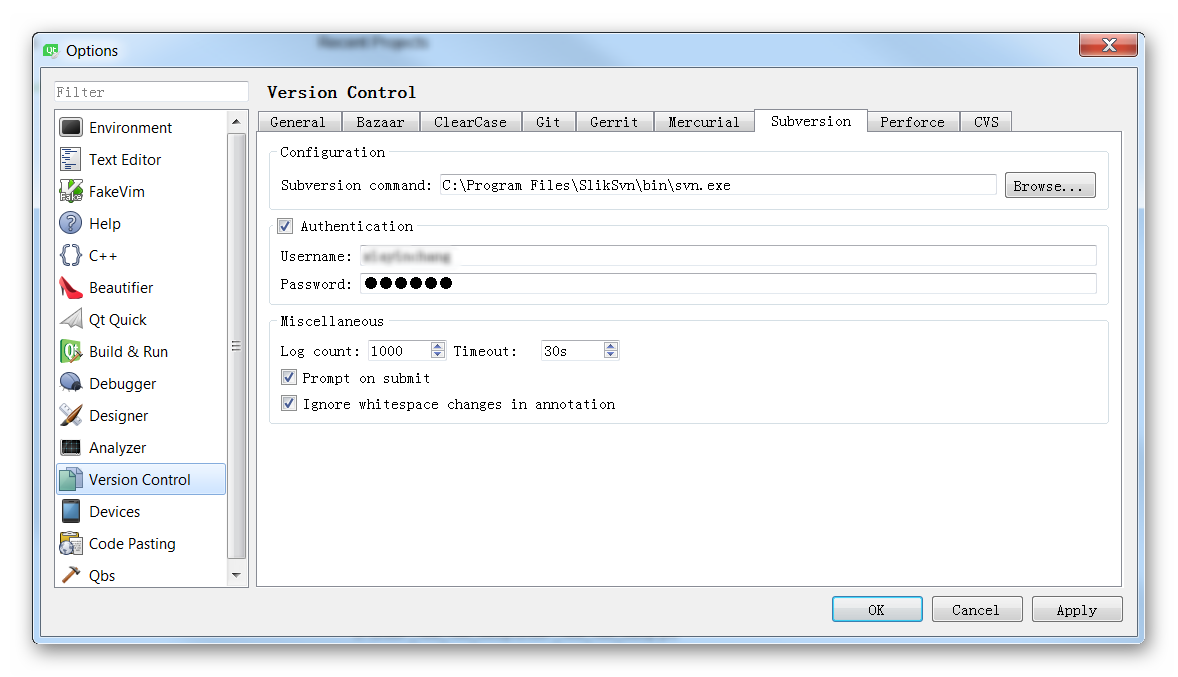 Recent Projects
Options
Filter
Environment
Text Editor
FakeVim
Help
C++
Beautifier
Qt Quick
Build & Run
Debugger
Designer
Analyzer
Version Control
Devices
Code Pasting
Qbs
Version Control
General Bazaar ClearCase Git Gerrit Mercurial Subversion Perforce CVS
Configuration
Subversion command: C:\Program Files\SlikSvn\bin\svn.exe Browse...
Authentication
Username:
Password: ●●●●●●
Miscellaneous
Log count: 1000 Timeout: 30s
Prompt on submit
Ignore whitespace changes in annotation
OK Cancel Apply